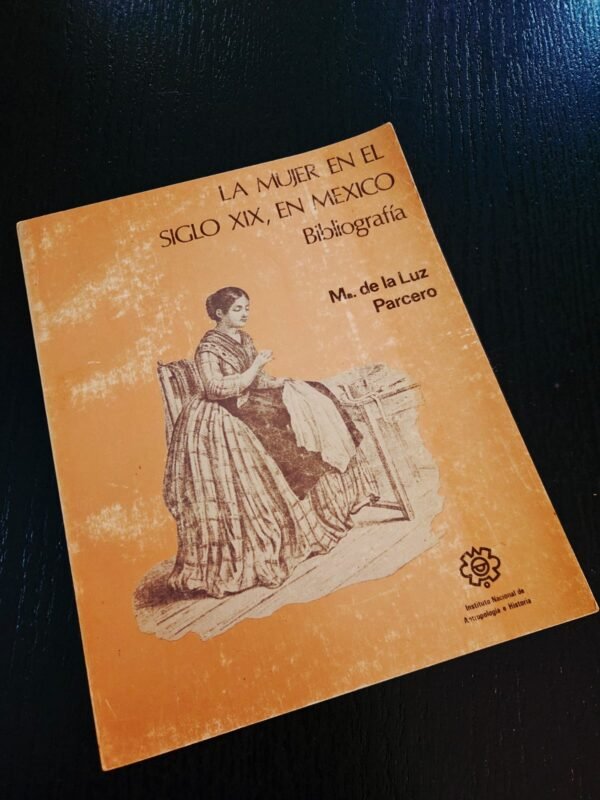 LA MUJER EN EL
SIGLO XIX, EN MEXICO
Bibliografía
Ma. de la Luz
Parcero
Instituto Nacional de
Antropología e Historia